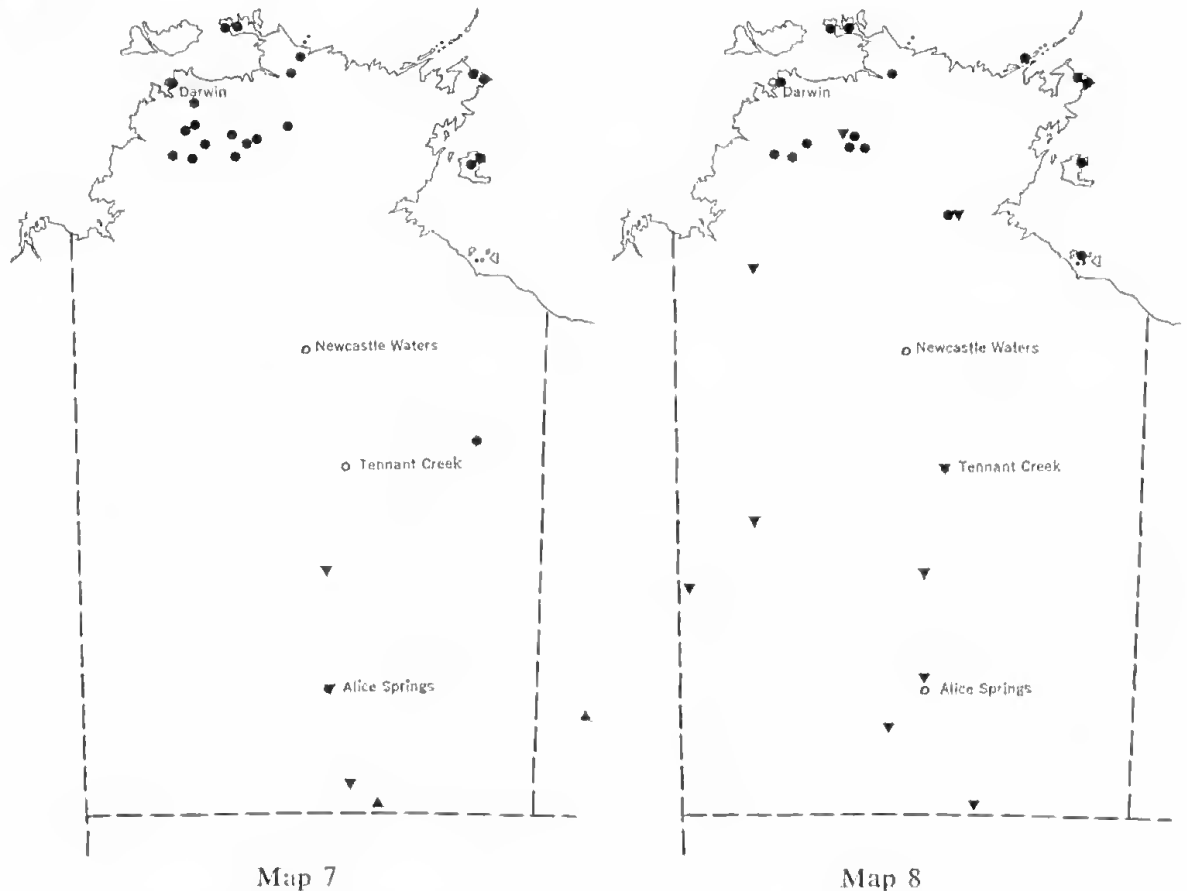 Darwin
Darwin
Newcastle Waters
Newcastle Waters
Tennant Creek
Tennant Creek
Alice Springs
Alice Springs
Map 7
Map 8